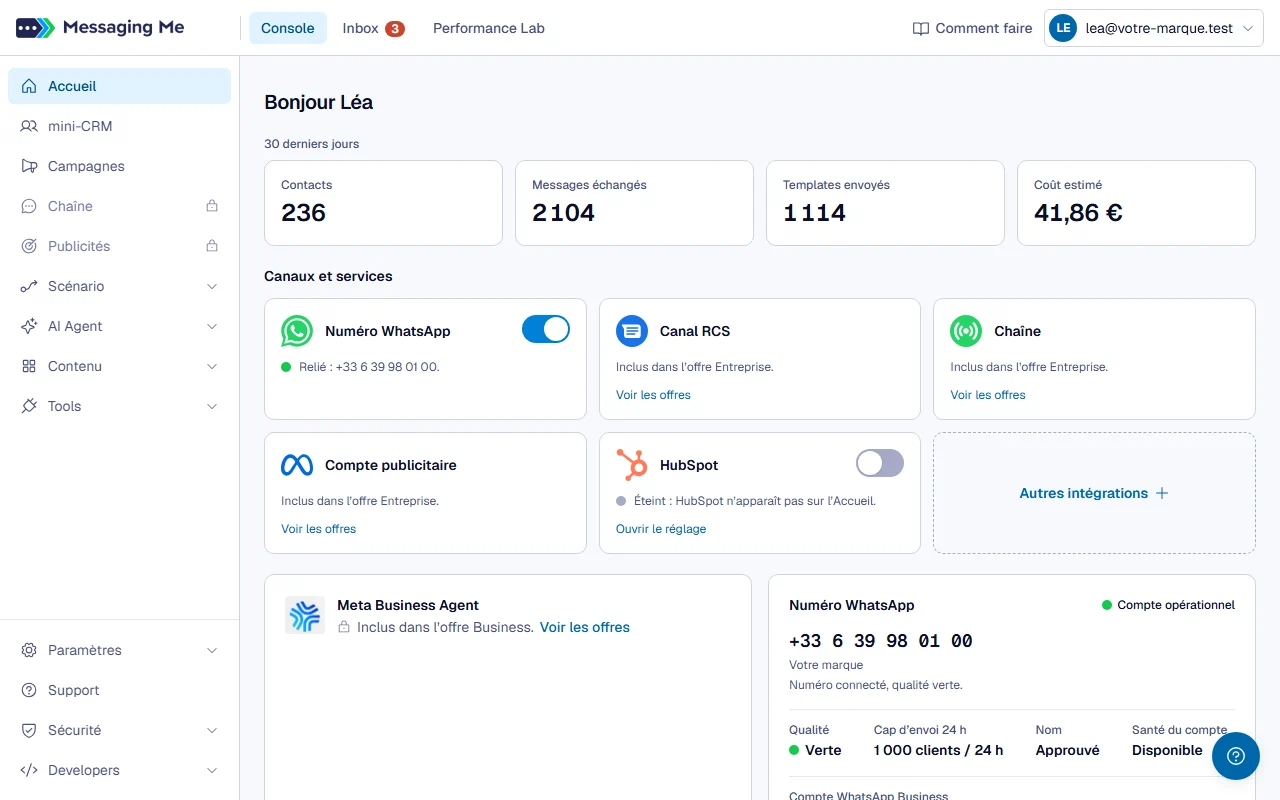 Messaging Me
Console
Inbox 3
Performance Lab
Comment faire
LE lea@votre-marque.test
Accueil
mini-CRM
Campagnes
Chaîne
Publicités
Scénario
AI Agent
Contenu
Tools
Paramètres
Support
Sécurité
Developers
Bonjour Léa
30 derniers jours
Contacts
236
Messages échangés
2 104
Templates envoyés
1 114
Coût estimé
41,86 €
Canaux et services
Numéro WhatsApp
Relié : +33 6 39 98 01 00.
Canal RCS
Inclus dans l'offre Entreprise.
Voir les offres
Chaîne
Inclus dans l'offre Entreprise.
Voir les offres
Compte publicitaire
Inclus dans l'offre Entreprise.
Voir les offres
HubSpot
Éteint : HubSpot n'apparaît pas sur l'Accueil.
Ouvrir le réglage
Autres intégrations
Meta Business Agent
Inclus dans l'offre Business. Voir les offres
Numéro WhatsApp
Compte opérationnel
+33 6 39 98 01 00
Votre marque
Numéro connecté, qualité verte.
Qualité
Verte
Cap d'envoi 24 h
1 000 clients / 24 h
Nom
Approuvé
Santé du compte
Disponible
Compte WhatsApp Business